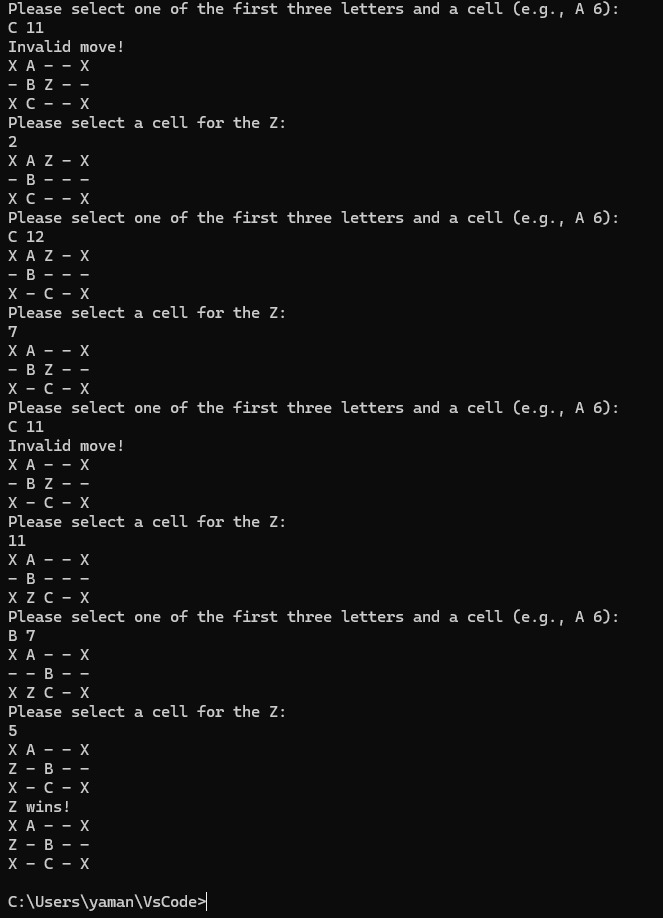 Please select one of the first three letters and a cell (e.g., A 6):
C 11
Invalid move!
X A - - X
- B Z - -
X C - - X
Please select a cell for the Z:
2
X A Z - X
- B - - -
X C - - X
Please select one of the first three letters and a cell (e.g., A 6):
C 12
X A Z - X
- B - - -
X - C - X
Please select a cell for the Z:
7
X A - - X
- B Z - -
X - C - X
Please select one of the first three letters and a cell (e.g., A 6):
C 11
Invalid move!
X A - - X
- B Z - -
X - C - X
Please select a cell for the Z:
11
X A - - X
- B - - -
X Z C - X
Please select one of the first three letters and a cell (e.g., A 6):
B 7
X A - - X
- - B - -
X Z C - X
Please select a cell for the Z:
5
X A - - X
Z - B - -
X - C - X
Z wins!
X A - - X
Z - B - -
X - C - X
C:\Users\yaman\VsCode>